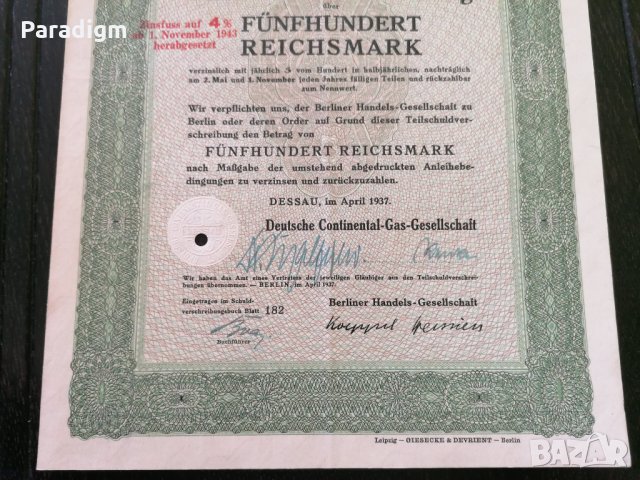 Paradigm
über
Zinsfuss auf 4%
ab 1. November 1943
herabgesetzt
FÜNFHUNDERT
REICHSMARK
verzinslich mit jährlich 5 vom Hundert in halbjährlichen, nachträglich
am 2. Mai und 1. November jeden Jahres fälligen Teilen und rückzahlbar
zum Nennwert.
Wir verpflichten uns, der Berliner Handels-Gesellschaft zu
Berlin oder deren Order auf Grund dieser Teilschuldver-
schreibung den Betrag von
FÜNFHUNDERT REICHSMARK
nach Maßgabe der umstehend abgedruckten Anleihebe-
dingungen zu verzinsen und zurückzuzahlen.
DESSAU, im April 1937.
Deutsche Continental-Gas-Gesellschaft
Wir haben das Amt eines Vertreters der jeweiligen Gläubiger aus den Teilschuldverschrei-
bungen übernommen. — BERLIN, im April 1937.
Eingetragen im Schuld-
verschreibungsbuch Blatt 182
Berliner Handels-Gesellschaft
Buchführer
Leipzig – GIESECKE & DEVRIENT – Berlin
BAZAR